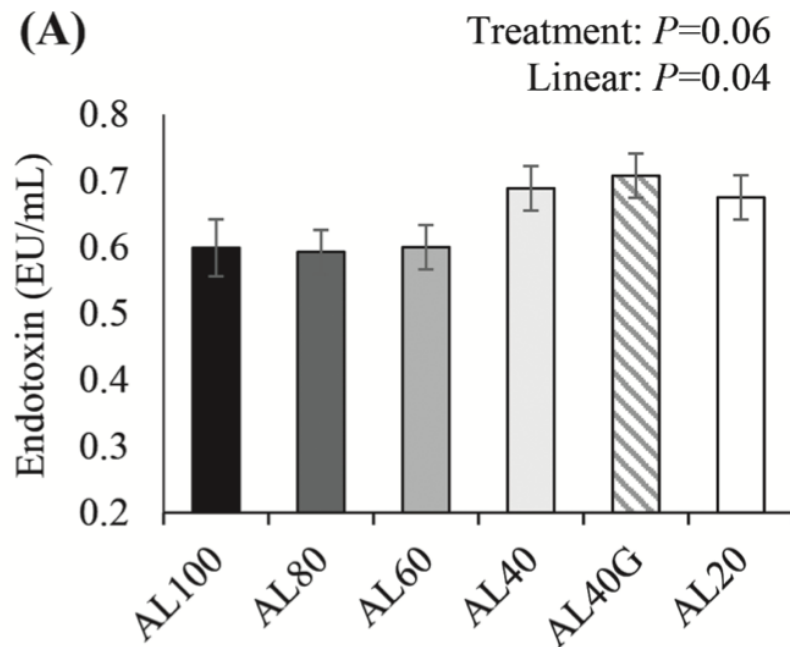 (A)
Treatment: P=0.06
Linear: P=0.04
Endotoxin (EU/mL)
0.8
0.7
0.6
0.5
0.4
0.3
0.2
AL100
AL80
AL60
AL40
AL40G
AL20